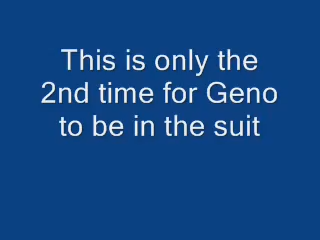 This is only the
2nd time for Geno
to be in the suit